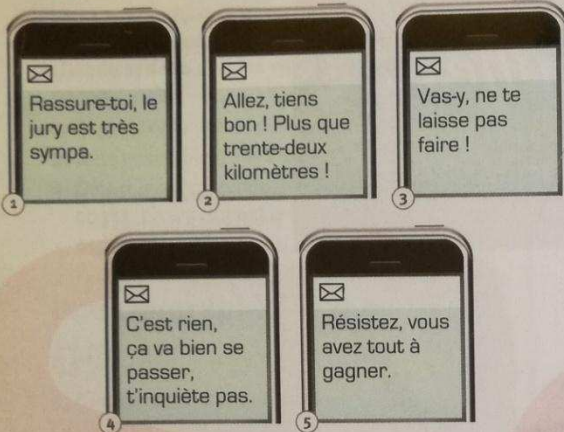 Rassure-toi, le
jury est très
sympa.
1
Allez, tiens
bon ! Plus que
trente-deux
kilomètres !
2
Vas-y, ne te
laisse pas
faire !
3
C'est rien,
ça va bien se
passer,
t'inquiète pas.
4
Résistez, vous
avez tout à
gagner.
5